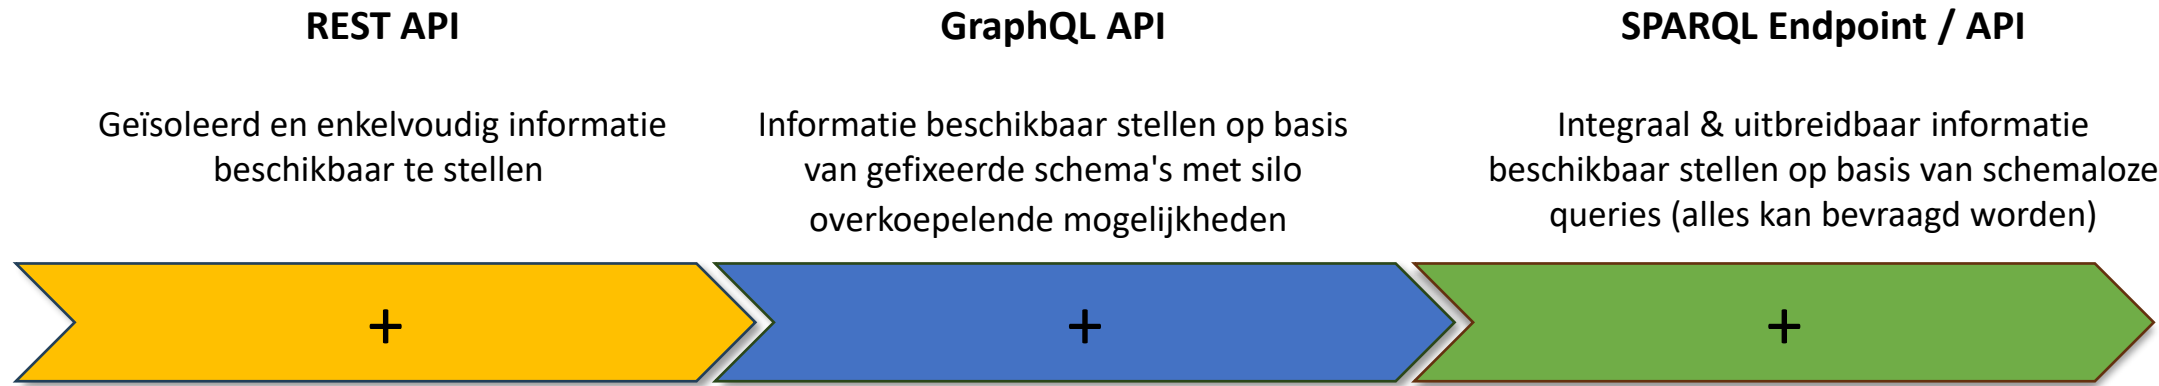 REST API
Geïsoleerd en enkelvoudig informatie
beschikbaar te stellen
+
GraphQL API
Informatie beschikbaar stellen op basis
van gefixeerde schema's met silo
overkoepelende mogelijkheden
+
SPARQL Endpoint / API
Integraal & uitbreidbaar informatie
beschikbaar stellen op basis van schemaloze
queries (alles kan bevraagd worden)
+